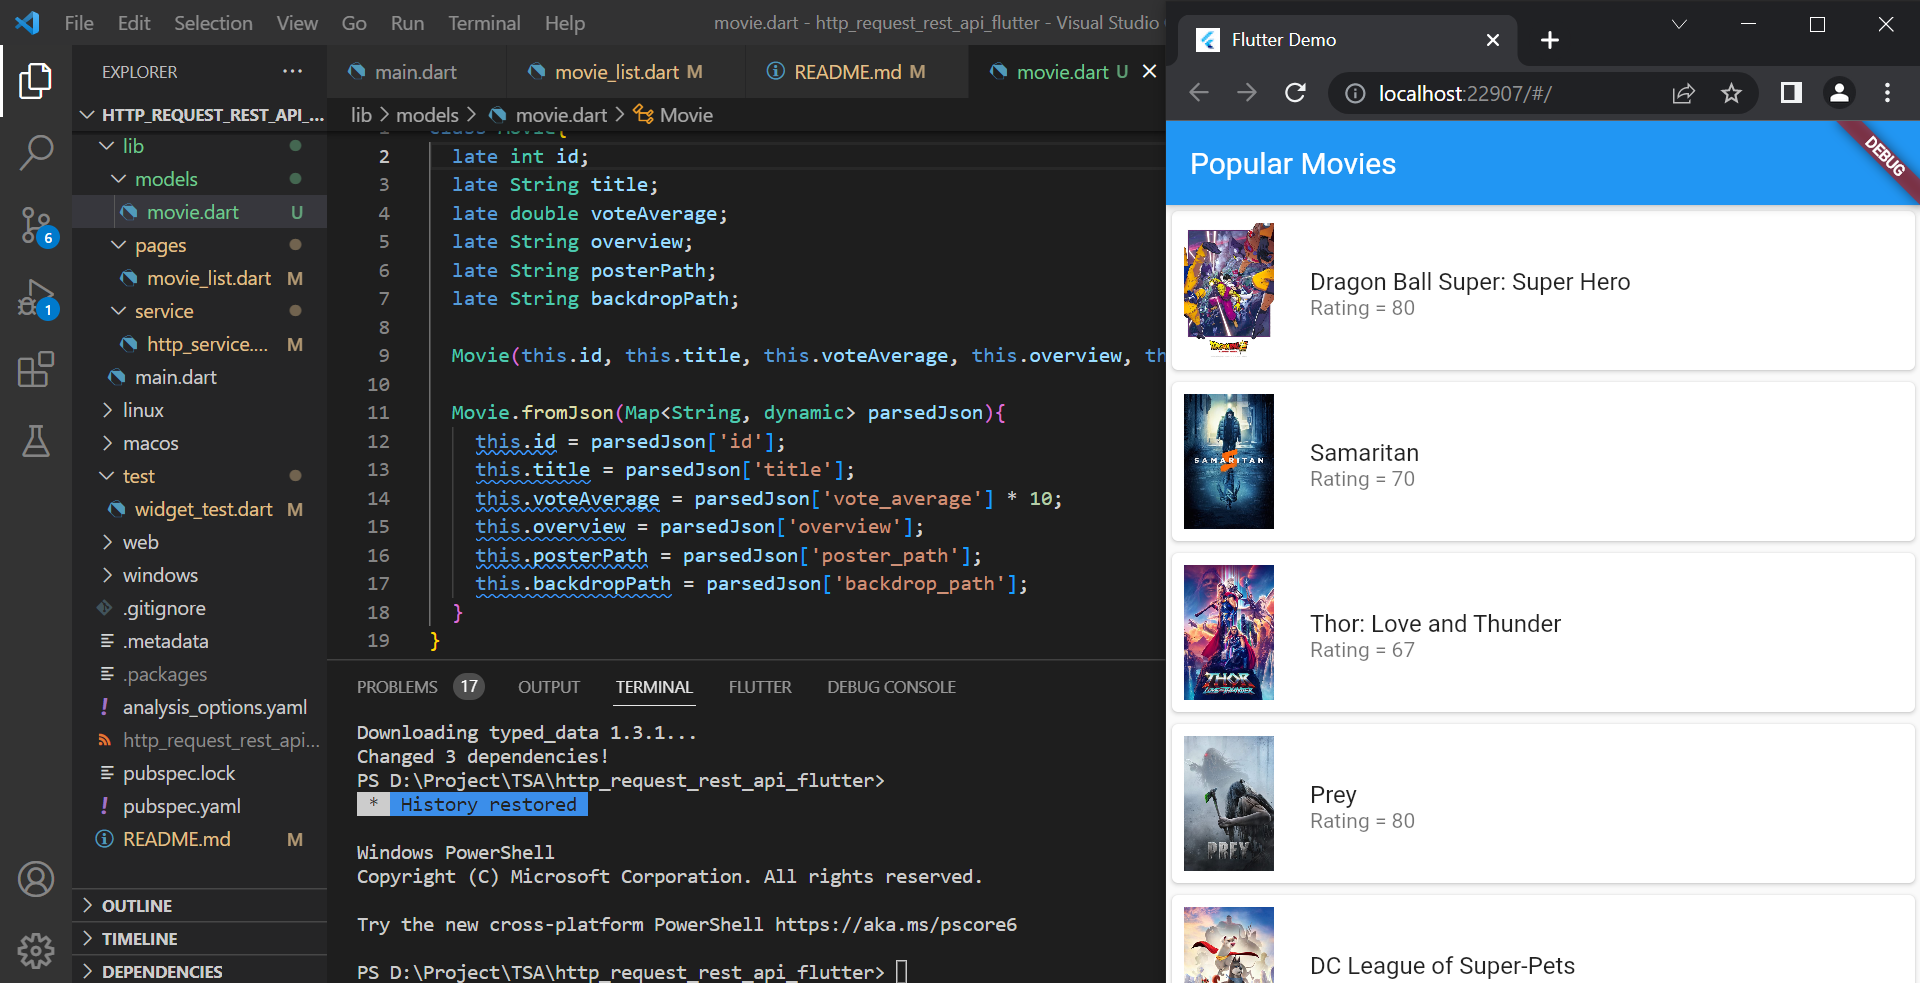 File Edit Selection View Go Run Terminal Help
movie.dart - http_request_rest_api_flutter - Visual Studio
EXPLORER
HTTP_REQUEST_REST_API_...
lib
models
movie.dart U
pages
movie_list.dart M
service
http_service.... M
main.dart
linux
macos
test
widget_test.dart M
web
windows
.gitignore
.metadata
.packages
analysis_options.yaml
http_request_rest_api...
pubspec.lock
pubspec.yaml
README.md M
OUTLINE
TIMELINE
DEPENDENCIES
6
1
main.dart
movie_list.dart M
README.md M
movie.dart U
lib > models > movie.dart > Movie
1 class Movie{
2 late int id;
3 late String title;
4 late double voteAverage;
5 late String overview;
6 late String posterPath;
7 late String backdropPath;
8
9 Movie(this.id, this.title, this.voteAverage, this.overview, th
10
11 Movie.fromJson(Map<String, dynamic> parsedJson){
12 this.id = parsedJson['id'];
13 this.title = parsedJson['title'];
14 this.voteAverage = parsedJson['vote_average'] * 10;
15 this.overview = parsedJson['overview'];
16 this.posterPath = parsedJson['poster_path'];
17 this.backdropPath = parsedJson['backdrop_path'];
18 }
19 }
PROBLEMS 17 OUTPUT TERMINAL FLUTTER DEBUG CONSOLE
Downloading typed_data 1.3.1...
Changed 3 dependencies!
PS D:\Project\TSA\http_request_rest_api_flutter>
* History restored
Windows PowerShell
Copyright (C) Microsoft Corporation. All rights reserved.
Try the new cross-platform PowerShell https://aka.ms/pscore6
PS D:\Project\TSA\http_request_rest_api_flutter>
Flutter Demo
localhost:22907/#/
Popular Movies
DEBUG
Dragon Ball Super: Super Hero
Rating = 80
SAMARITAN
Samaritan
Rating = 70
THOR
LOVE AND THUNDER
Thor: Love and Thunder
Rating = 67
PREY
Prey
Rating = 80
DC League of Super-Pets